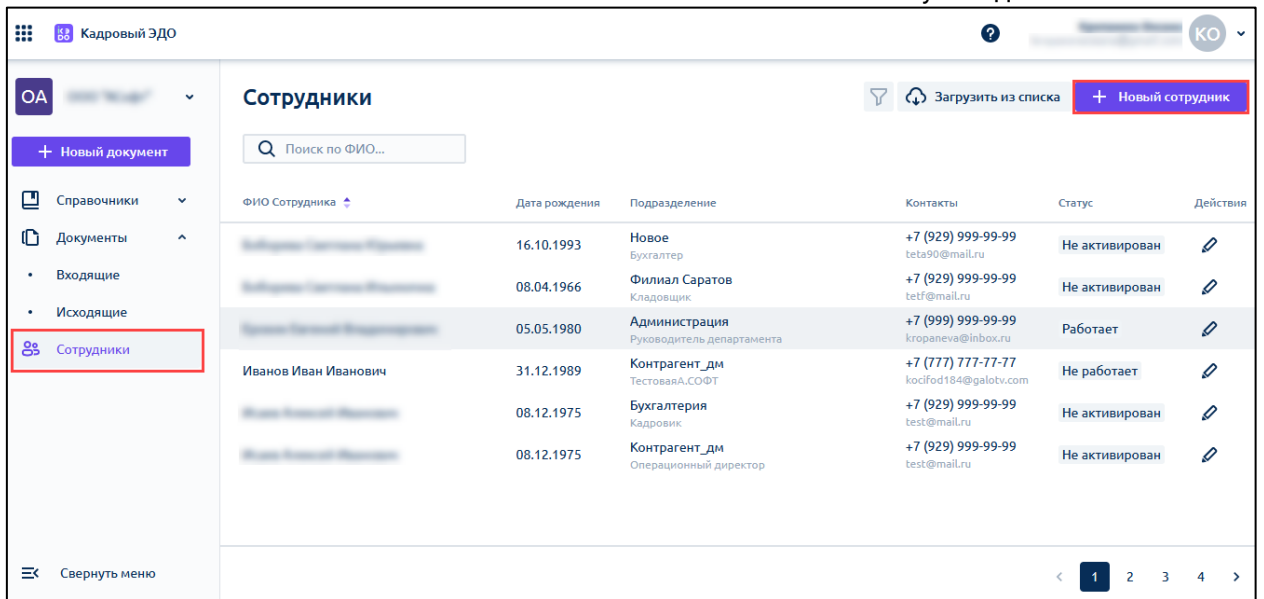 Кадровый ЭДО
?
КО
ОА
Сотрудники
Загрузить из списка
+ Новый сотрудник
+ Новый документ
Поиск по ФИО...
Справочники
Документы
• Входящие
• Исходящие
Сотрудники
ФИО Сотрудника Дата рождения Подразделение Контакты Статус Действия
16.10.1993 Новое +7 (929) 999-99-99 Не активирован
Бухгалтер teta90@mail.ru
08.04.1966 Филиал Саратов +7 (929) 999-99-99 Не активирован
Кладовщик tetf@mail.ru
05.05.1980 Администрация +7 (999) 999-99-99 Работает
Руководитель департамента kropaneva@inbox.ru
Иванов Иван Иванович 31.12.1989 Контрагент_дм +7 (777) 777-77-77 Не работает
ТестоваяА.СОФТ kocifod184@galotv.com
08.12.1975 Бухгалтерия +7 (929) 999-99-99 Не активирован
Кадровик test@mail.ru
08.12.1975 Контрагент_дм +7 (929) 999-99-99 Не активирован
Операционный директор test@mail.ru
Свернуть меню
< 1 2 3 4 >